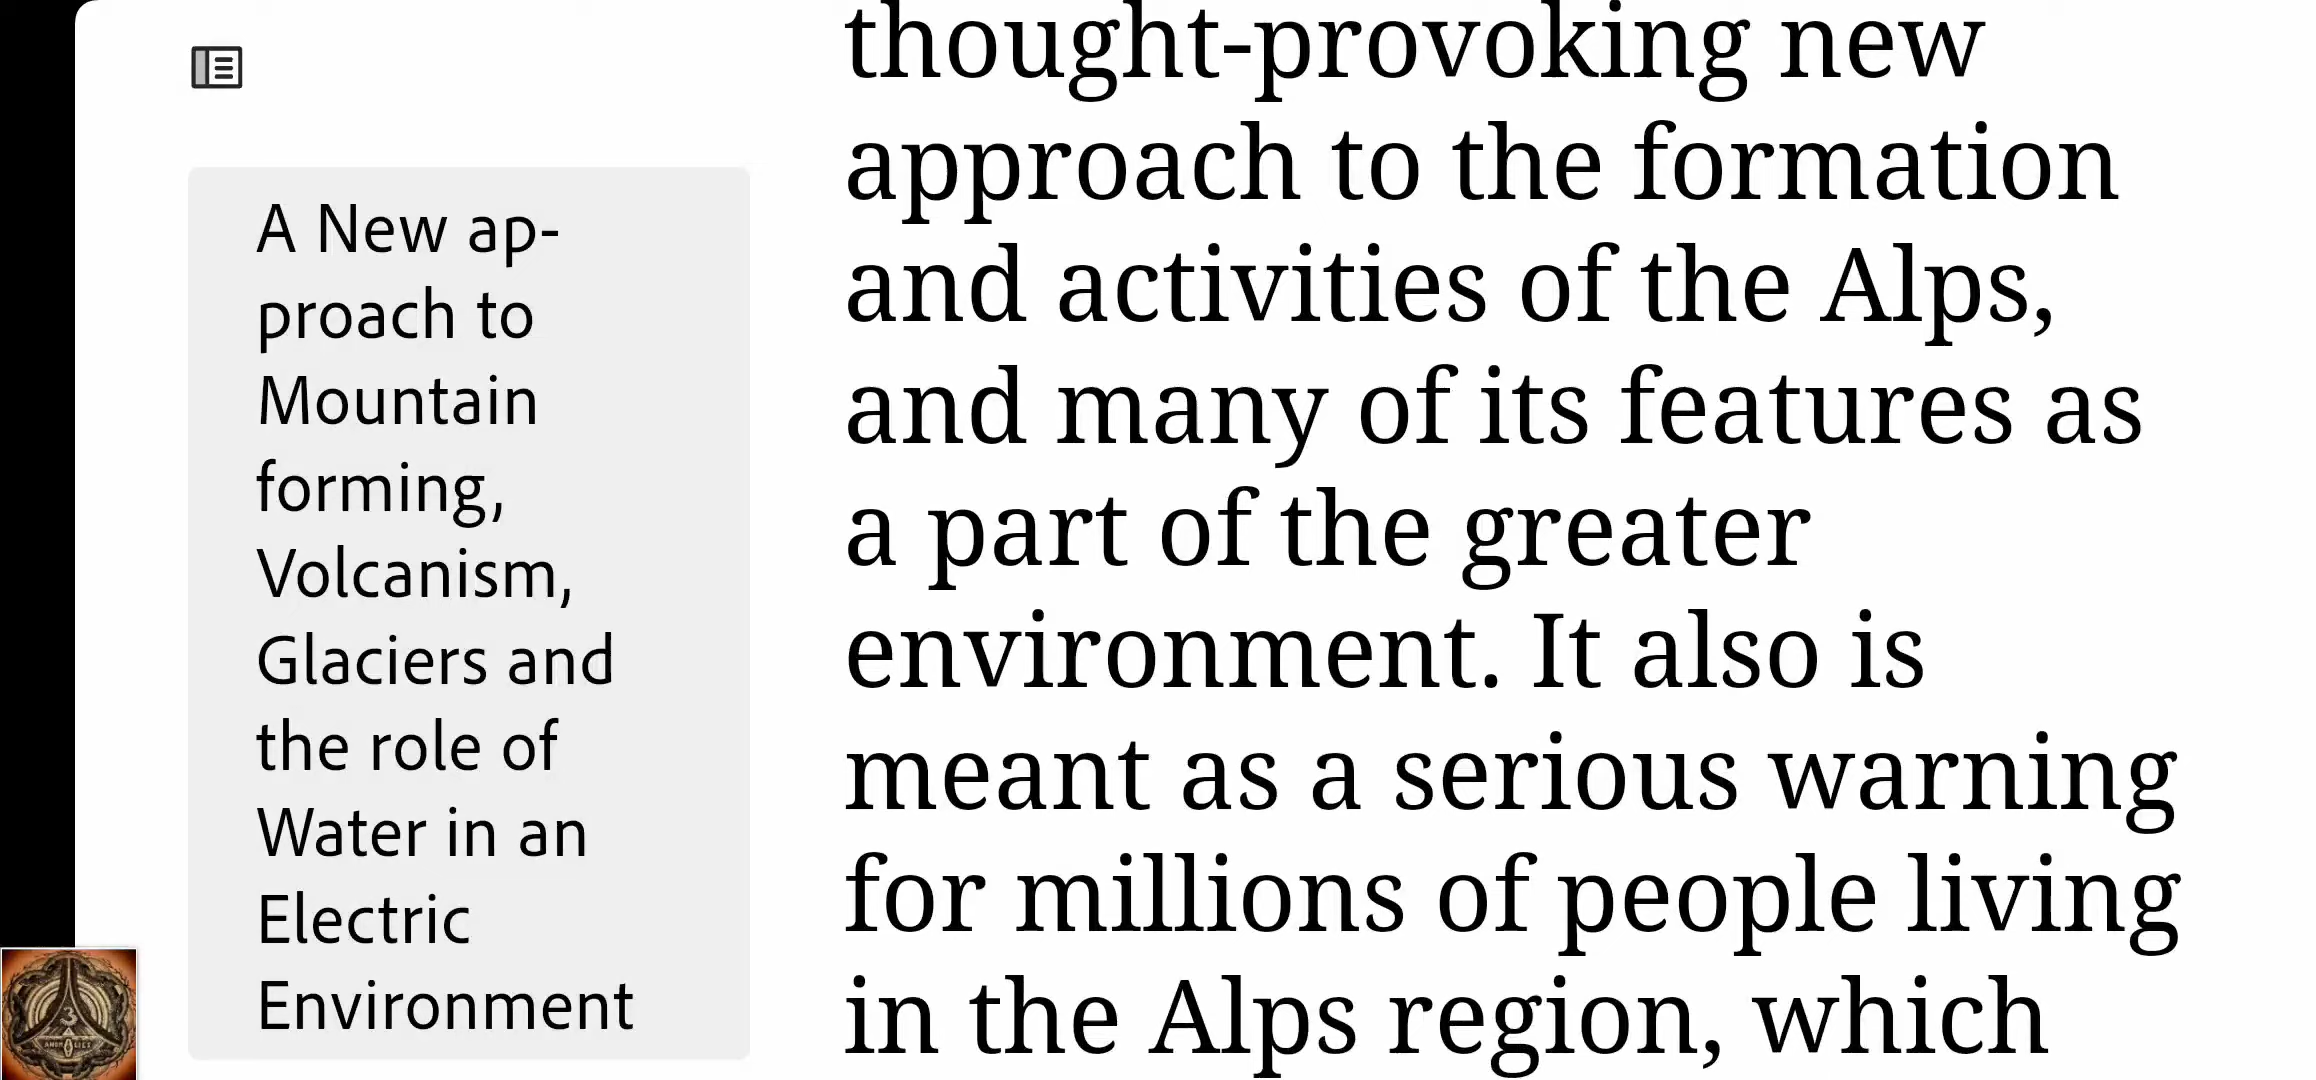 A New ap-
proach to
Mountain
forming,
Volcanism,
Glaciers and
the role of
Water in an
Electric
Environment
thought-provoking new
approach to the formation
and activities of the Alps,
and many of its features as
a part of the greater
environment. It also is
meant as a serious warning
for millions of people living
in the Alps region, which
3